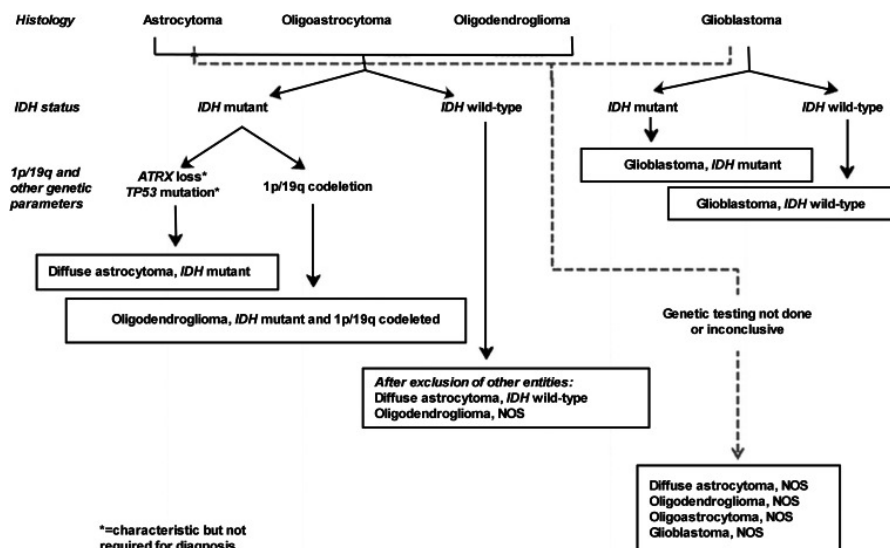 Histology
Astrocytoma
Oligoastrocytoma
Oligodendroglioma
Glioblastoma
IDH status
IDH mutant
IDH wild-type
IDH mutant
IDH wild-type
1p/19q and
other genetic
parameters
ATRX loss*
TP53 mutation*
1p/19q codeletion
Glioblastoma, IDH mutant
Glioblastoma, IDH wild-type
Diffuse astrocytoma, IDH mutant
Oligodendroglioma, IDH mutant and 1p/19q codeleted
Genetic testing not done
or inconclusive
After exclusion of other entities:
Diffuse astrocytoma, IDH wild-type
Oligodendroglioma, NOS
Diffuse astrocytoma, NOS
Oligodendroglioma, NOS
Oligoastrocytoma, NOS
Glioblastoma, NOS
*=characteristic but not
required for diagnosis